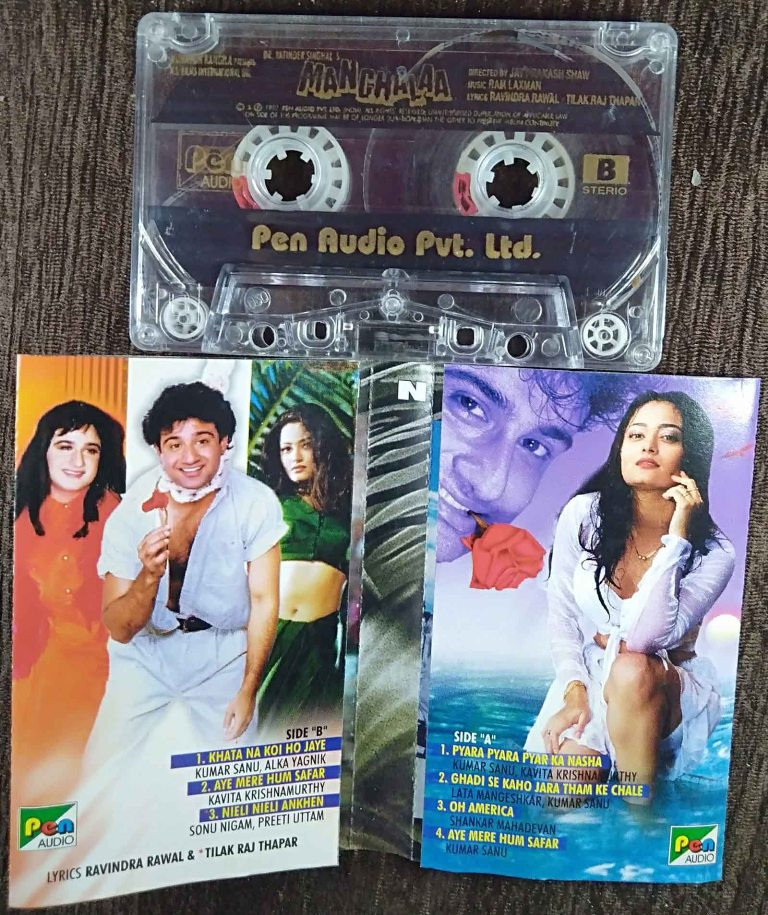 DR. YATINDER SINGHAL'S
MANCHALAA
DIRECTED BY JAI PRAKASH SHAW
MUSIC RAM LAXMAN
LYRICS RAVINDRA RAWAL - TILAK RAJ THAPAR
Pen
AUDIO
B
STERIO
Pen Audio Pvt. Ltd.
N
SIDE "B"
1. KHATA NA KOI HO JAYE
KUMAR SANU, ALKA YAGNIK
2. AYE MERE HUM SAFAR
KAVITA KRISHNAMURTHY
*3. NIELI NIELI ANKHEN
SONU NIGAM, PREETI UTTAM
Pen
AUDIO
LYRICS RAVINDRA RAWAL & *TILAK RAJ THAPAR
SIDE "A"
1. PYARA PYARA PYAR KA NASHA
KUMAR SANU, KAVITA KRISHNAMURTHY
2. GHADI SE KAHO JARA THAM KE CHALE
LATA MANGESHKAR, KUMAR SANU
3. OH AMERICA
SHANKAR MAHADEVAN
4. AYE MERE HUM SAFAR
KUMAR SANU
Pen
AUDIO